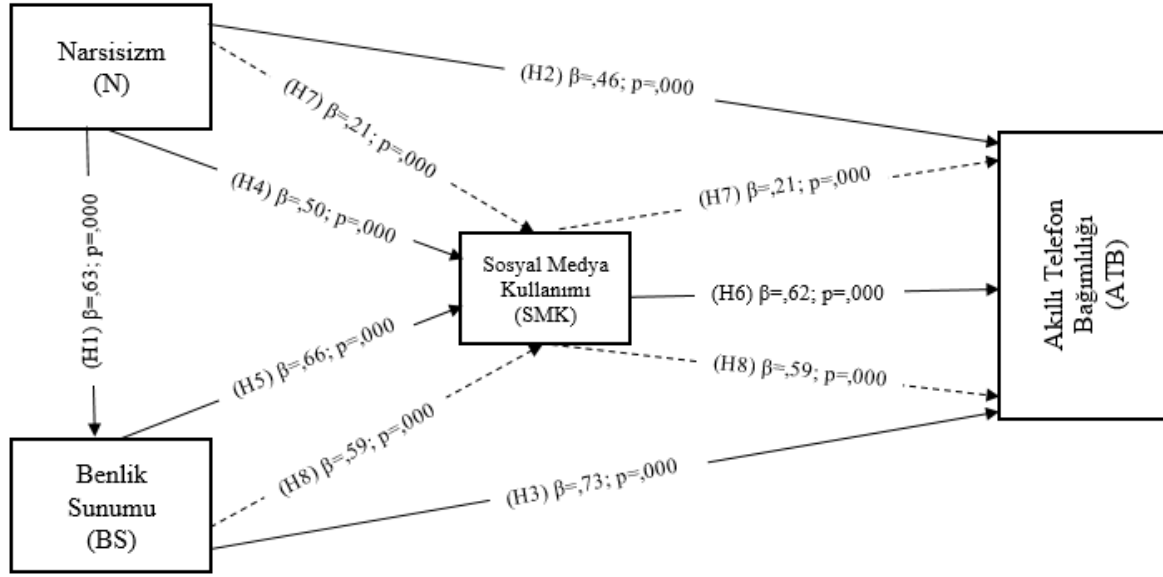 Narsisizm
(N)
(H2) β=,46; p=,000
(H7) β=,21; p=,000
(H7) β=,21; p=,000
(H4) β=,50; p=,000
(H1) β=,63; p=,000
Sosyal Medya
Kullanımı
(SMK)
(H6) β=,62; p=,000
Akıllı Telefon
Bağımlılığı
(ATB)
(H5) β=,66; p=,000
(H8) β=,59; p=,000
(H8) β=,59; p=,000
(H3) β=,73; p=,000
Benlik
Sunumu
(BS)